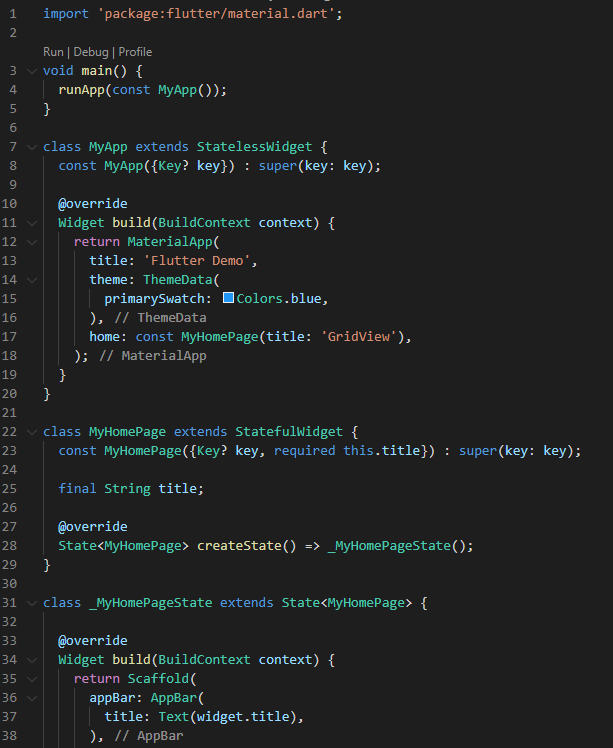 1 import 'package:flutter/material.dart';
2
Run | Debug | Profile
3 void main() {
4   runApp(const MyApp());
5 }
6
7 class MyApp extends StatelessWidget {
8   const MyApp({Key? key}) : super(key: key);
9
10   @override
11   Widget build(BuildContext context) {
12     return MaterialApp(
13       title: 'Flutter Demo',
14       theme: ThemeData(
15         primarySwatch: Colors.blue,
16       ), // ThemeData
17       home: const MyHomePage(title: 'GridView'),
18     ); // MaterialApp
19   }
20 }
21
22 class MyHomePage extends StatefulWidget {
23   const MyHomePage({Key? key, required this.title}) : super(key: key);
24
25   final String title;
26
27   @override
28   State<MyHomePage> createState() => _MyHomePageState();
29 }
30
31 class _MyHomePageState extends State<MyHomePage> {
32
33   @override
34   Widget build(BuildContext context) {
35     return Scaffold(
36       appBar: AppBar(
37         title: Text(widget.title),
38       ), // AppBar